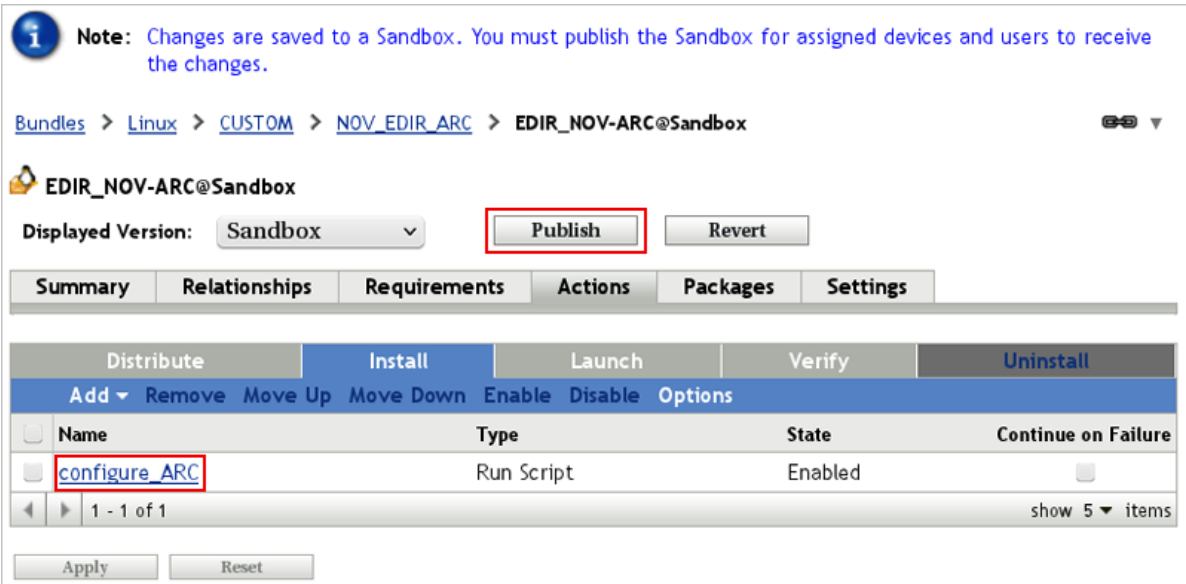 Note: Changes are saved to a Sandbox. You must publish the Sandbox for assigned devices and users to receive
the changes.
Bundles > Linux > CUSTOM > NOV_EDIR_ARC > EDIR_NOV-ARC@Sandbox
EDIR_NOV-ARC@Sandbox
Displayed Version: Sandbox Publish Revert
Summary Relationships Requirements Actions Packages Settings
Distribute Install Launch Verify Uninstall
Add Remove Move Up Move Down Enable Disable Options
Name Type State Continue on Failure
configure_ARC Run Script Enabled
1 - 1 of 1 show 5 items
Apply Reset